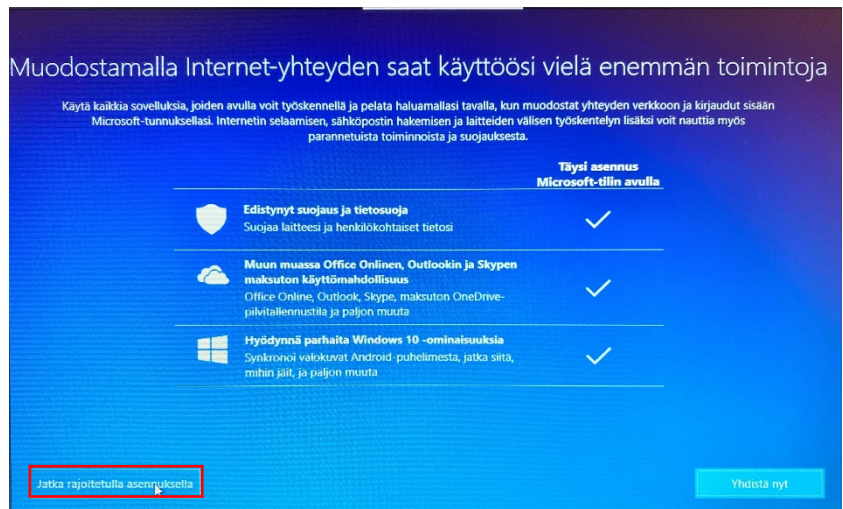 Muodostamalla Internet-yhteyden saat käyttöösi vielä enemmän toimintoja
Käytä kaikkia sovelluksia, joiden avulla voit työskennellä ja pelata haluamallasi tavalla, kun muodostat yhteyden verkkoon ja kirjaudut sisään
Microsoft-tunnuksellasi. Internetin selaamisen, sähköpostin hakemisen ja laitteiden välisen työskentelyn lisäksi voit nauttia myös
parannetuista toiminnoista ja suojauksesta.
Täysi asennus
Microsoft-tilin avulla
Edistynyt suojaus ja tietosuoja
Suojaa laitteesi ja henkilökohtaiset tietosi
Muun muassa Office Onlinen, Outlookin ja Skypen
maksuton käyttömahdollisuus
Office Online, Outlook, Skype, maksuton OneDrive-
pilvitallennustila ja paljon muuta
Hyödynnä parhaita Windows 10 -ominaisuuksia
Synkronoi valokuvat Android-puhelimesta, jatka siitä,
mihin jäit, ja paljon muuta
Jatka rajoitetulla asennuksella
Yhdistä nyt